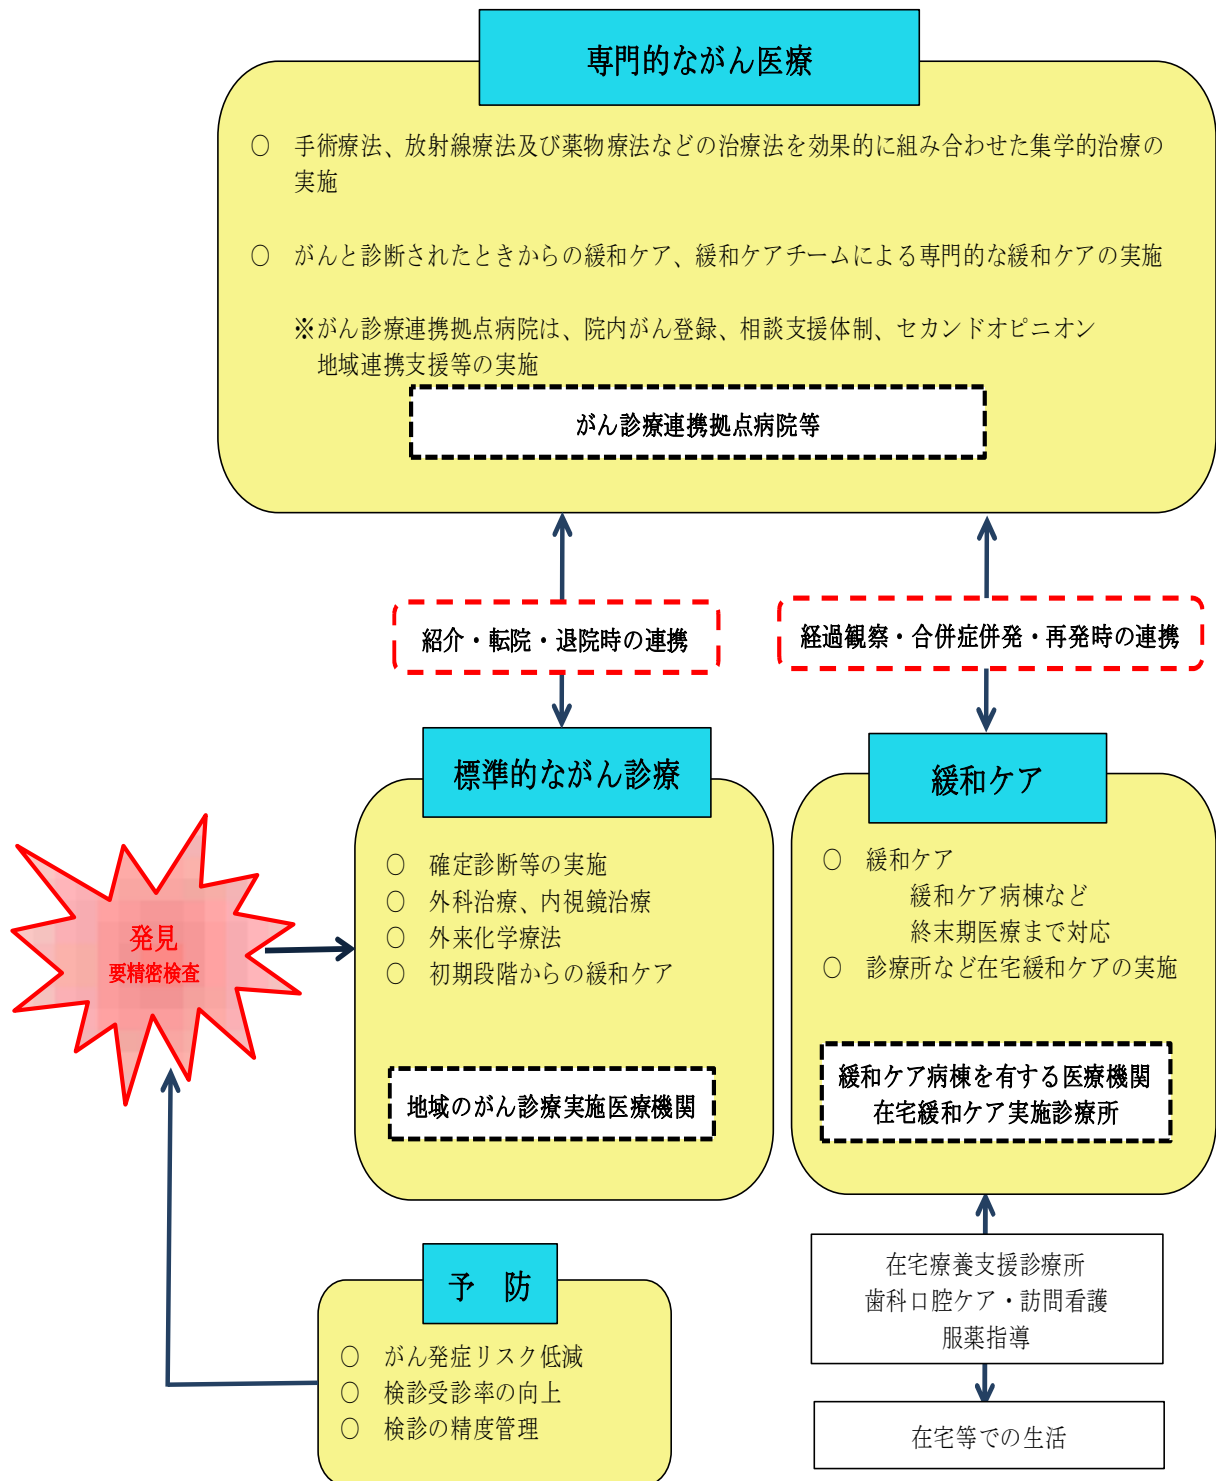 専門的ながん医療
○ 手術療法、放射線療法及び薬物療法などの治療法を効果的に組み合わせた集学的治療の
実施
○ がんと診断されたときからの緩和ケア、緩和ケアチームによる専門的な緩和ケアの実施
※がん診療連携拠点病院は、院内がん登録、相談支援体制、セカンドオピニオン
地域連携支援等の実施
がん診療連携拠点病院等
紹介・転院・退院時の連携
経過観察・合併症併発・再発時の連携
標準的ながん診療
○ 確定診断等の実施
○ 外科治療、内視鏡治療
○ 外来化学療法
○ 初期段階からの緩和ケア
地域のがん診療実施医療機関
緩和ケア
○ 緩和ケア
緩和ケア病棟など
終末期医療まで対応
○ 診療所など在宅緩和ケアの実施
緩和ケア病棟を有する医療機関
在宅緩和ケア実施診療所
発見
要精密検査
予 防
○ がん発症リスク低減
○ 検診受診率の向上
○ 検診の精度管理
在宅療養支援診療所
歯科口腔ケア・訪問看護
服薬指導
在宅等での生活